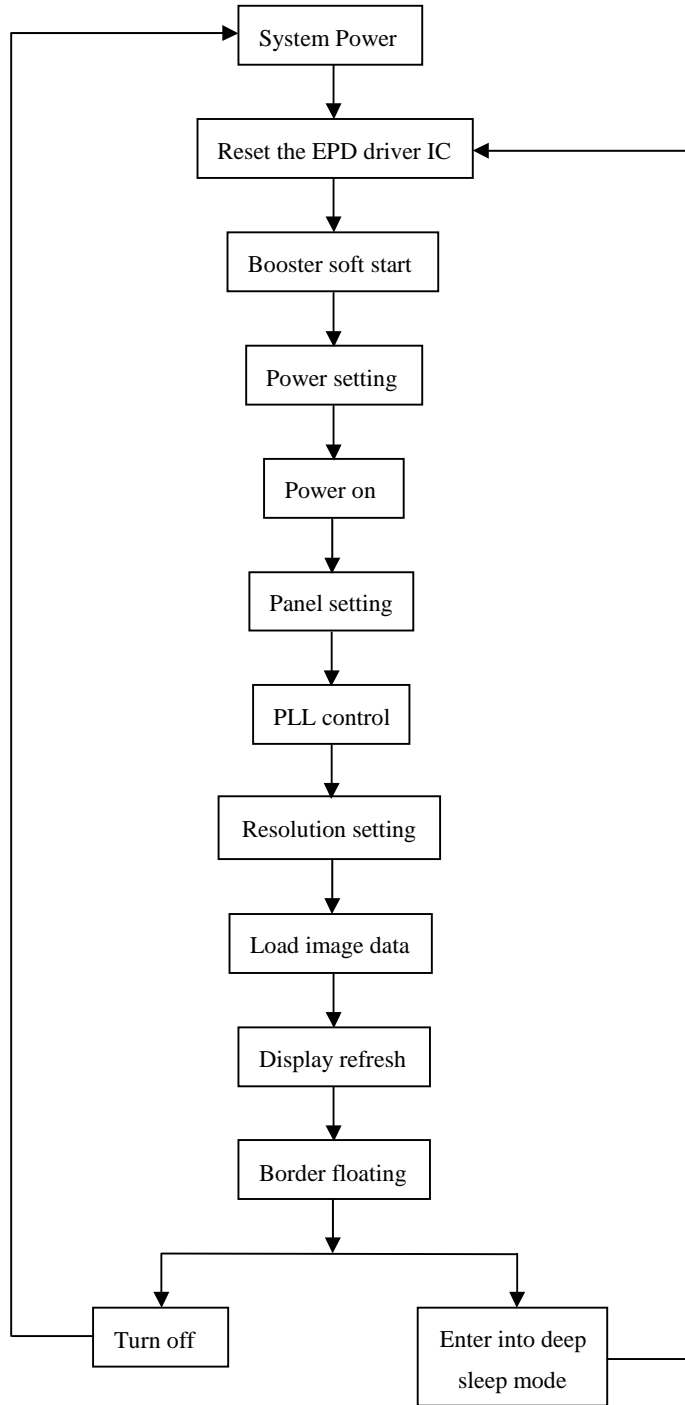 System Power
Reset the EPD driver IC
Booster soft start
Power setting
Power on
Panel setting
PLL control
Resolution setting
Load image data
Display refresh
Border floating
Turn off
Enter into deep
sleep mode